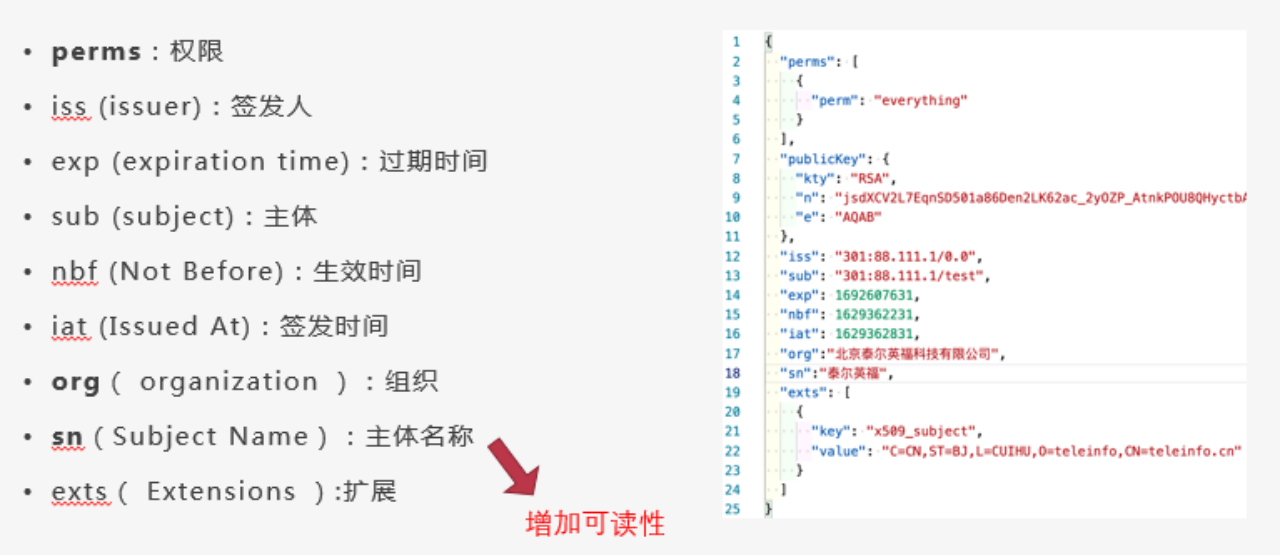 • perms：权限
• iss (issuer)：签发人
• exp (expiration time)：过期时间
• sub (subject)：主体
• nbf (Not Before)：生效时间
• iat (Issued At)：签发时间
• org（ organization ）：组织
• sn（Subject Name）：主体名称
• exts（ Extensions ）:扩展
增加可读性
1 {
2 "perms": [
3 {
4 "perm": "everything"
5 }
6 ],
7 "publicKey": {
8 "kty": "RSA",
9 "n": "jsdXCV2L7EqnSD501a86Den2LK62ac_2yOZP_AtnkPOU8QHyctbA
10 "e": "AQAB"
11 },
12 "iss": "301:88.111.1/0.0",
13 "sub": "301:88.111.1/test",
14 "exp": 1692607631,
15 "nbf": 1629362231,
16 "iat": 1629362831,
17 "org":"北京泰尔英福科技有限公司",
18 "sn":"泰尔英福",
19 "exts": [
20 {
21 "key": "x509_subject",
22 "value": "C=CN,ST=BJ,L=CUIHU,O=teleinfo,CN=teleinfo.cn"
23 }
24 ]
25 }